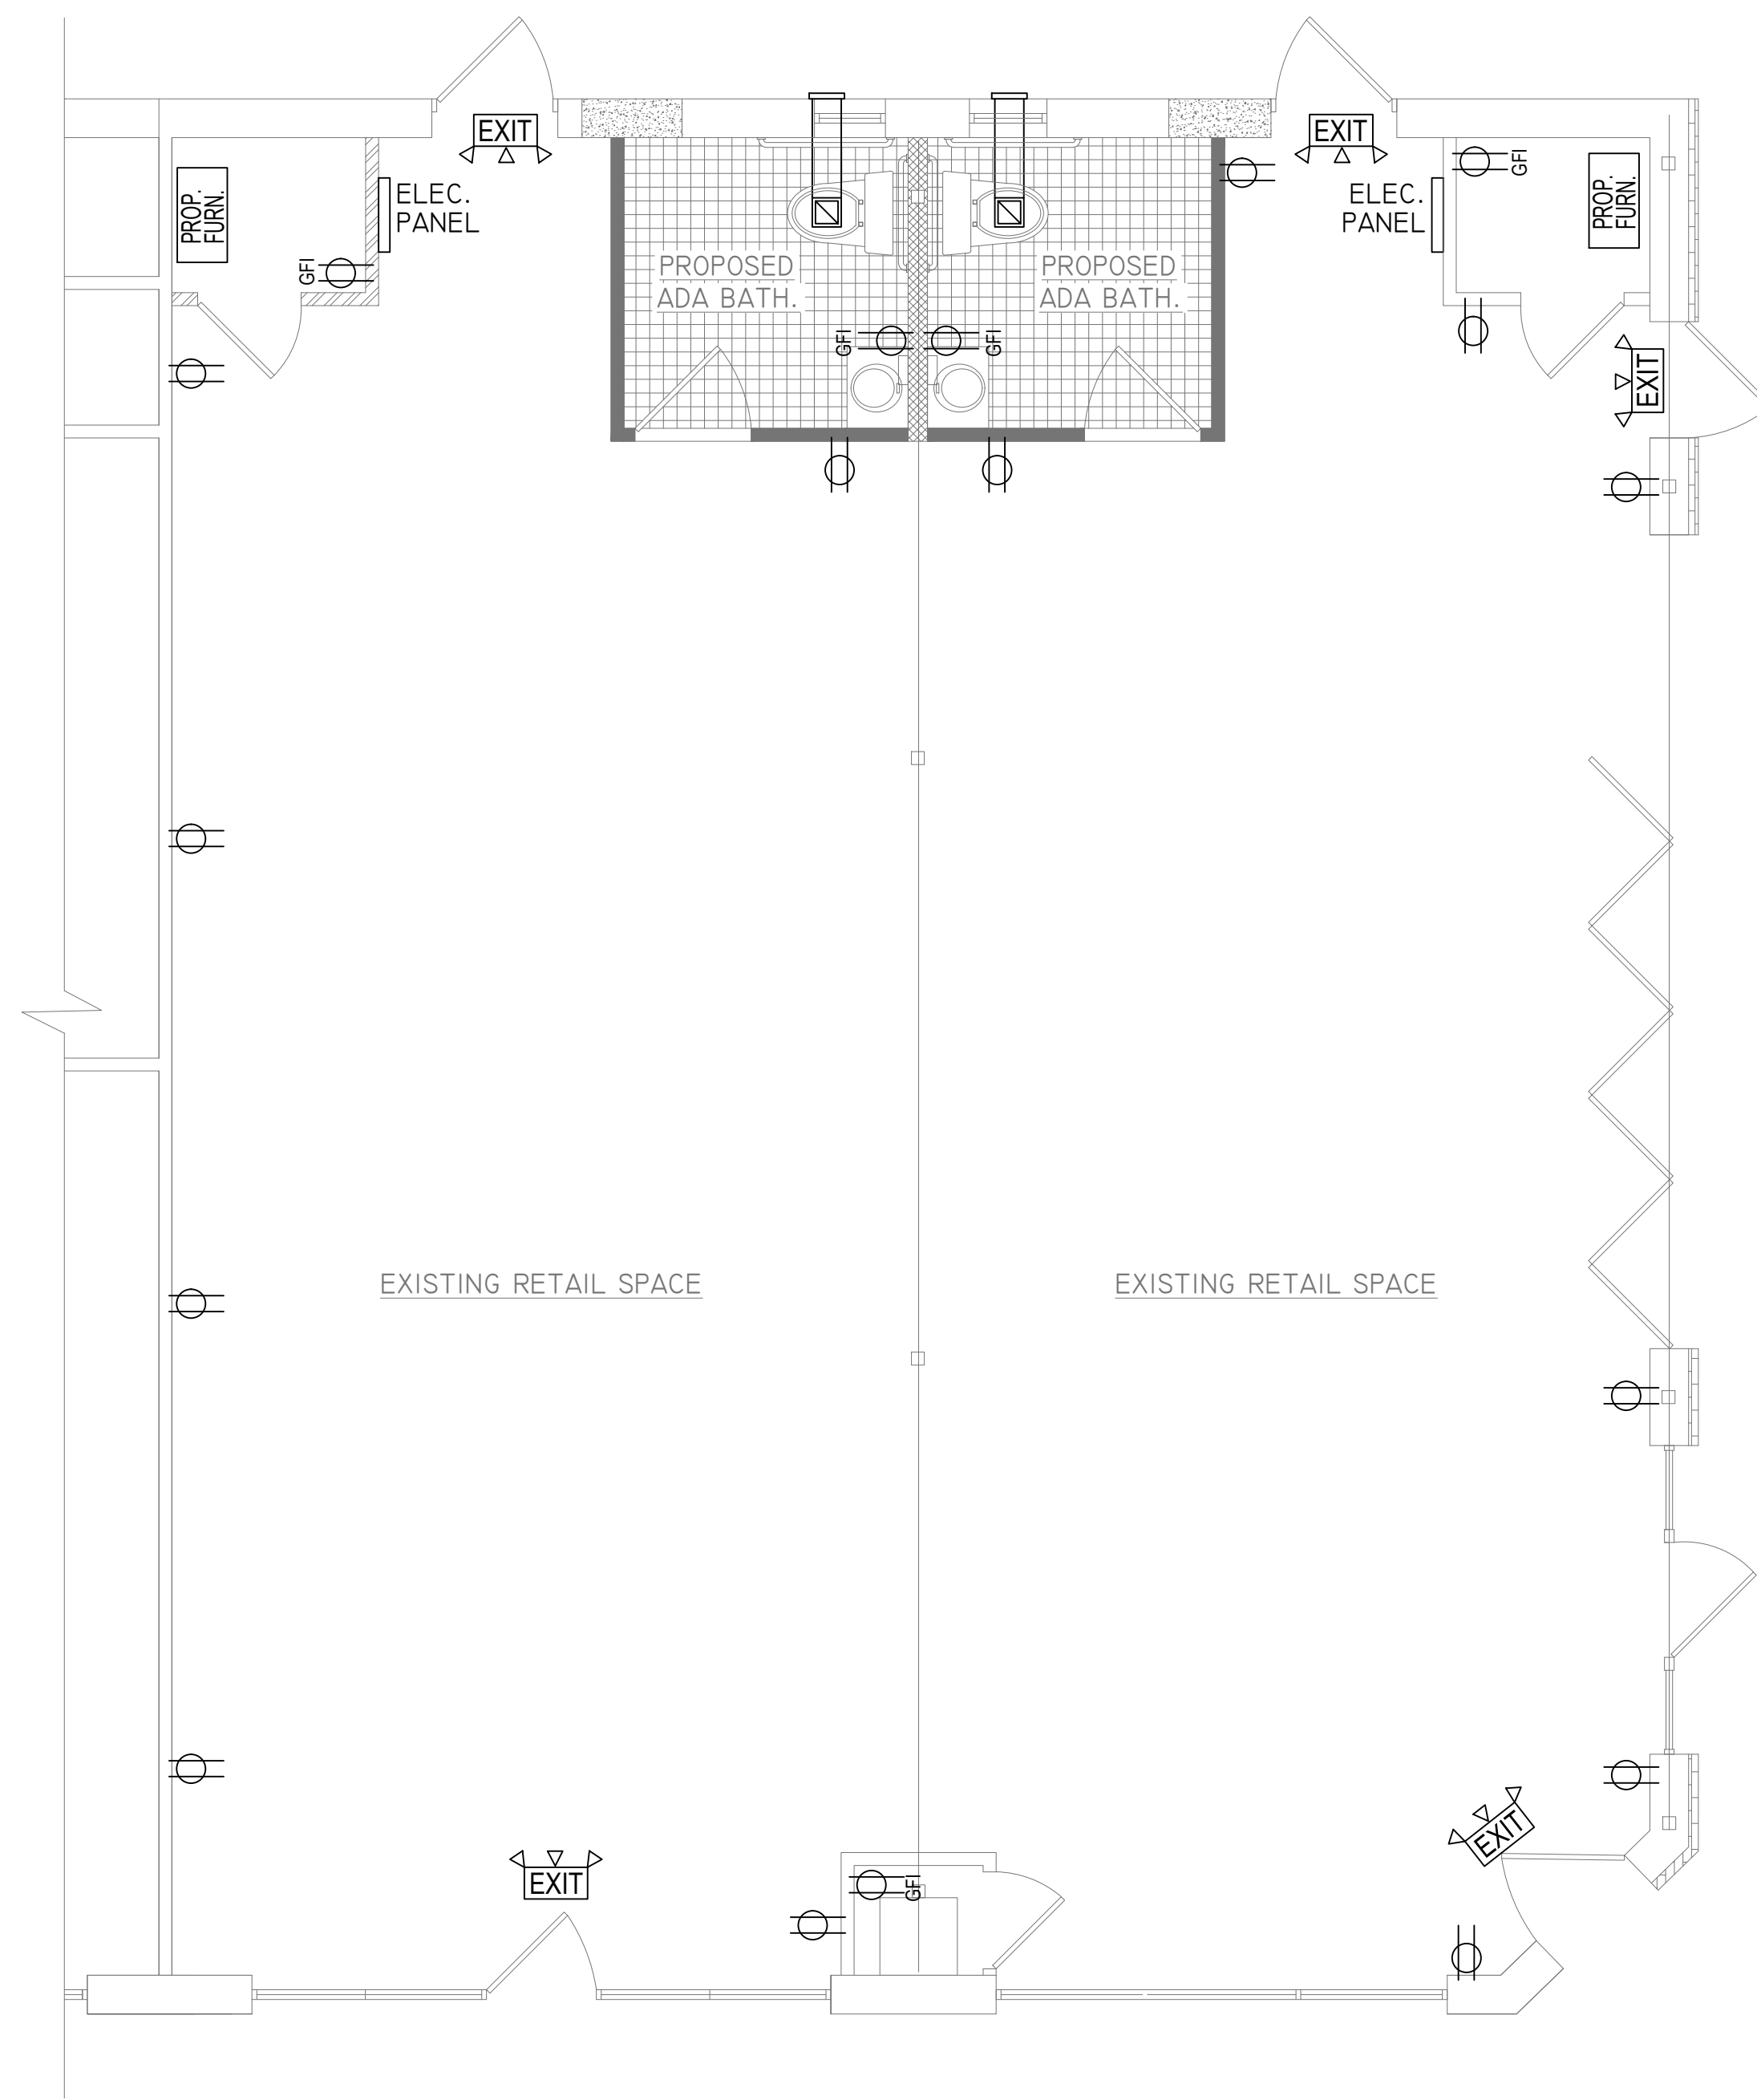 EXIT
EXIT
PROP.
FURN.
ELEC.
PANEL
GFI
ELEC.
PANEL
GFI
PROP.
FURN.
PROPOSED
ADA BATH.
PROPOSED
ADA BATH.
GFI
GFI
EXIT
EXISTING RETAIL SPACE
EXISTING RETAIL SPACE
EXIT
EXIT
GFI